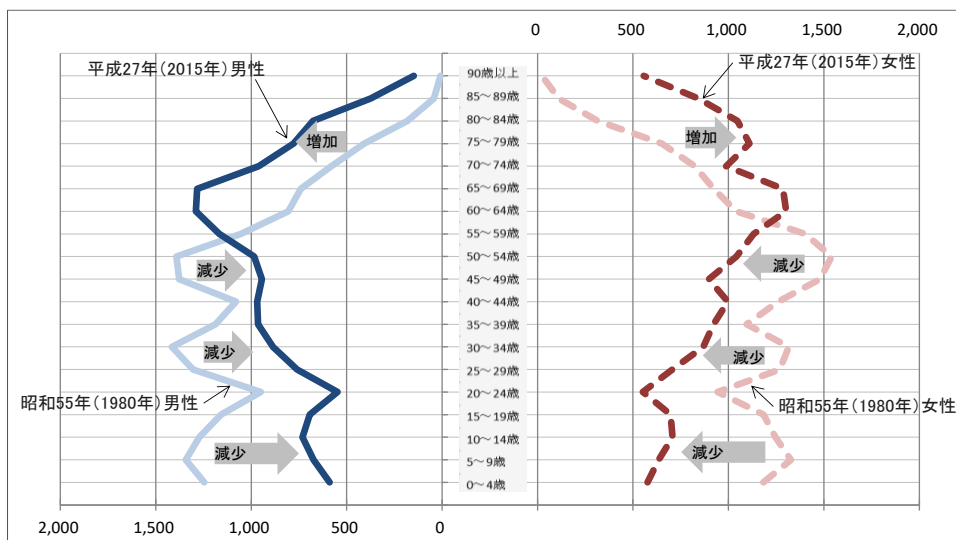 0 500 1,000 1,500 2,000
平成27年(2015年)男性
平成27年(2015年)女性
90歳以上
85～89歳
80～84歳
75～79歳
70～74歳
65～69歳
60～64歳
55～59歳
50～54歳
45～49歳
40～44歳
35～39歳
30～34歳
25～29歳
20～24歳
15～19歳
10～14歳
5～9歳
0～4歳
増加
増加
減少
減少
減少
減少
昭和55年(1980年)男性
昭和55年(1980年)女性
減少
減少
2,000 1,500 1,000 500 0